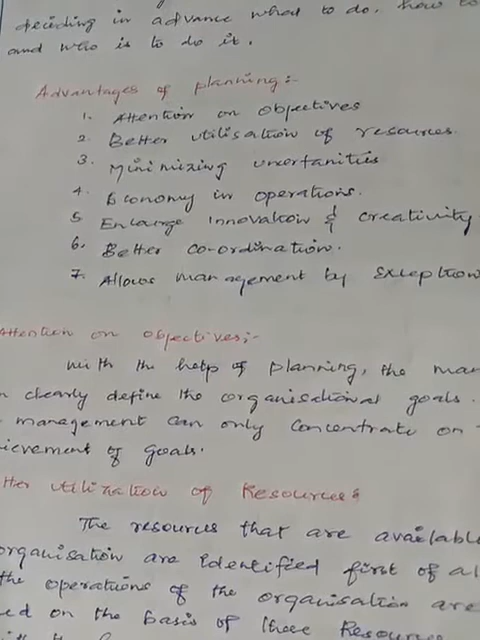 deciding in advance what to do, how to
and who is to do it.
Advantages of planning:-
1. Attention on objectives
2. Better utilisation of resources.
3. Minimizing uncertanities
4. Economy in operations.
5 Enlarge Innovation & Creativity
6. Better co-ordination.
7. Allows management by Exception
Attention on objectives;-
with the help of planning, the man
n clearly define the organisational goals.
management can only concentrate on
ievement of goals.
tter utilization of Resources:
The resources that are available
organisation are identified first of al
the operations of the organisation are
ed on the basis of these Resour